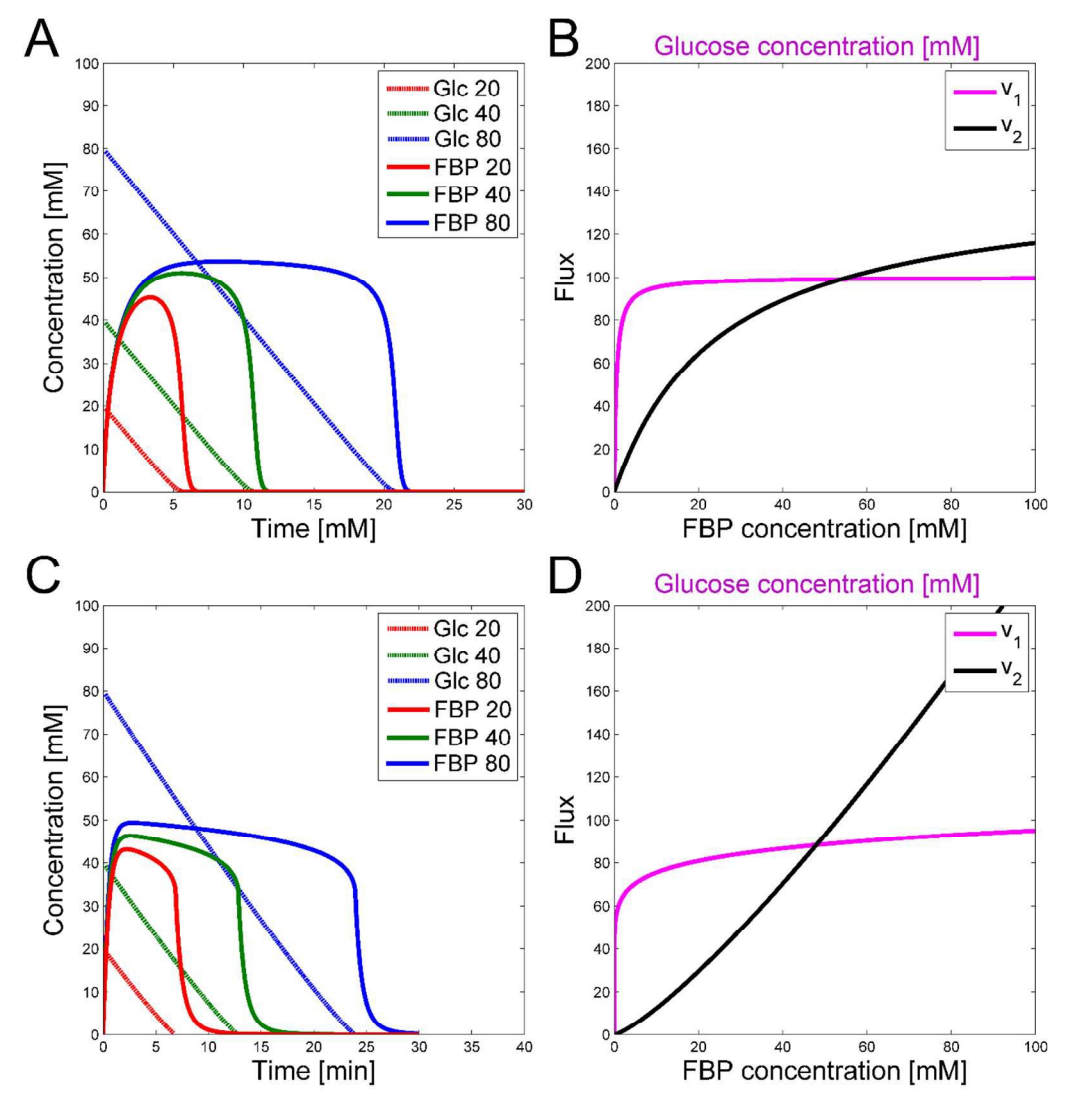 A
Concentration [mM]
100
90
80
70
60
50
40
30
20
10
0
0 5 10 15 20 25 30
Time [mM]
Glc 20
Glc 40
Glc 80
FBP 20
FBP 40
FBP 80
B
Glucose concentration [mM]
Flux
200
180
160
140
120
100
80
60
40
20
0
0 20 40 60 80 100
FBP concentration [mM]
v1
v2
C
Concentration [mM]
100
90
80
70
60
50
40
30
20
10
0
0 5 10 15 20 25 30 35 40
Time [min]
Glc 20
Glc 40
Glc 80
FBP 20
FBP 40
FBP 80
D
Glucose concentration [mM]
Flux
200
180
160
140
120
100
80
60
40
20
0
0 20 40 60 80 100
FBP concentration [mM]
v1
v2